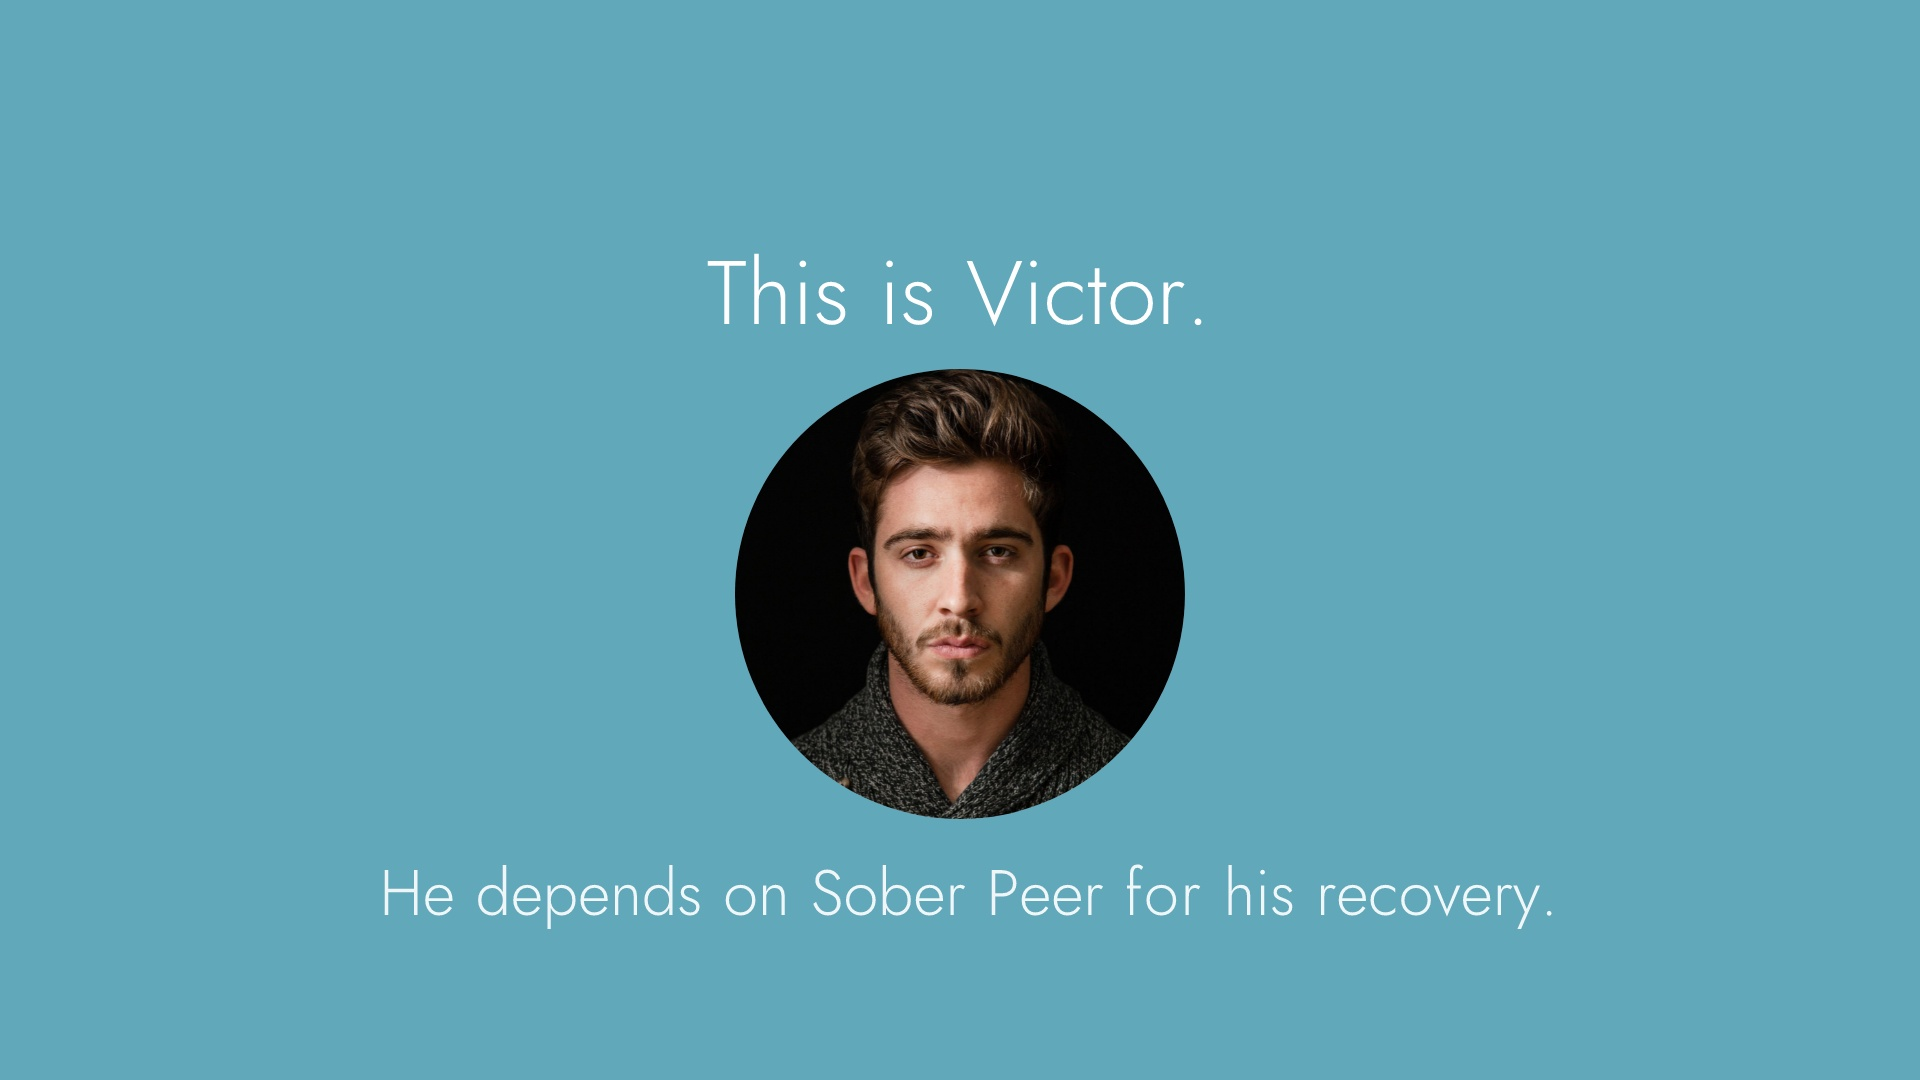 This is Victor.
He depends on Sober Peer for his recovery.